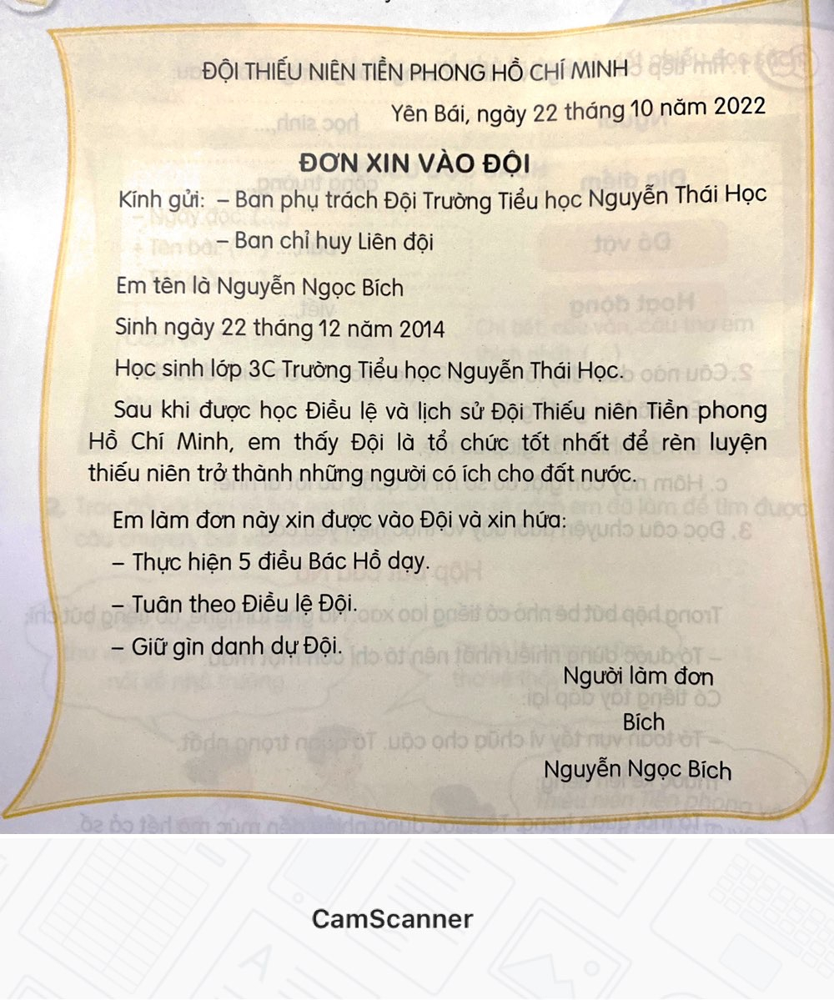 ĐỘI THIẾU NIÊN TIỀN PHONG HỒ CHÍ MINH
Yên Bái, ngày 22 tháng 10 năm 2022
ĐƠN XIN VÀO ĐỘI
Kính gửi: – Ban phụ trách Đội Trường Tiểu học Nguyễn Thái Học
– Ban chỉ huy Liên đội
Em tên là Nguyễn Ngọc Bích
Sinh ngày 22 tháng 12 năm 2014
Học sinh lớp 3C Trường Tiểu học Nguyễn Thái Học.
Sau khi được học Điều lệ và lịch sử Đội Thiếu niên Tiền phong
Hồ Chí Minh, em thấy Đội là tổ chức tốt nhất để rèn luyện
thiếu niên trở thành những người có ích cho đất nước.
Em làm đơn này xin được vào Đội và xin hứa:
– Thực hiện 5 điều Bác Hồ dạy.
– Tuân theo Điều lệ Đội.
– Giữ gìn danh dự Đội.
Người làm đơn
Bích
Nguyễn Ngọc Bích
CamScanner